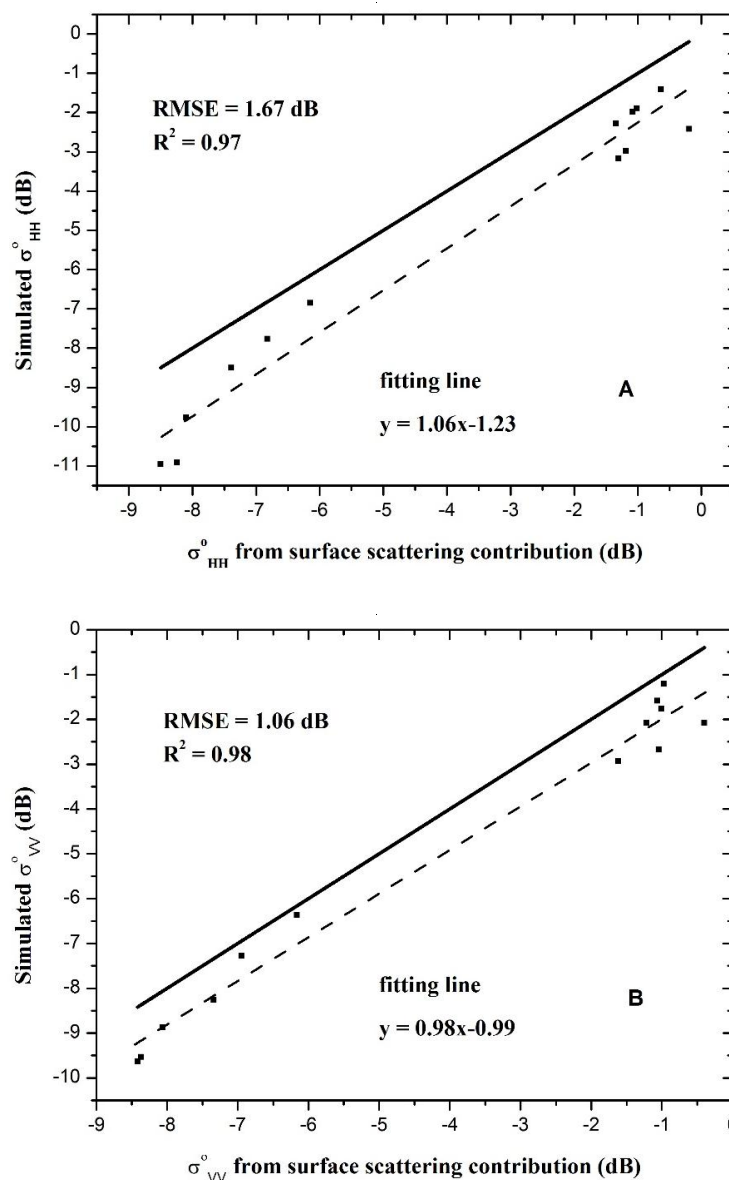 0
-1
-2
-3
-4
-5
-6
-7
-8
-9
-10
-11
Simulated σ°HH (dB)
RMSE = 1.67 dB
R² = 0.97
fitting line
y = 1.06x-1.23
A
-9 -8 -7 -6 -5 -4 -3 -2 -1 0
σ°HH from surface scattering contribution (dB)
0
-1
-2
-3
-4
-5
-6
-7
-8
-9
-10
Simulated σ°VV (dB)
RMSE = 1.06 dB
R² = 0.98
fitting line
y = 0.98x-0.99
B
-9 -8 -7 -6 -5 -4 -3 -2 -1 0
σ°VV from surface scattering contribution (dB)